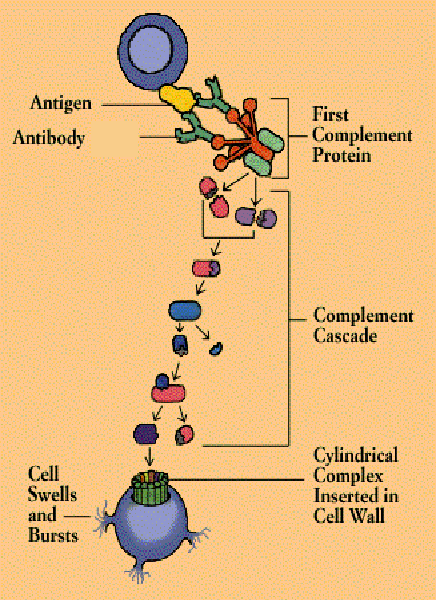 Antigen
Antibody
First
Complement
Protein
Complement
Cascade
Cylindrical
Complex
Inserted in
Cell Wall
Cell
Swells
and
Bursts